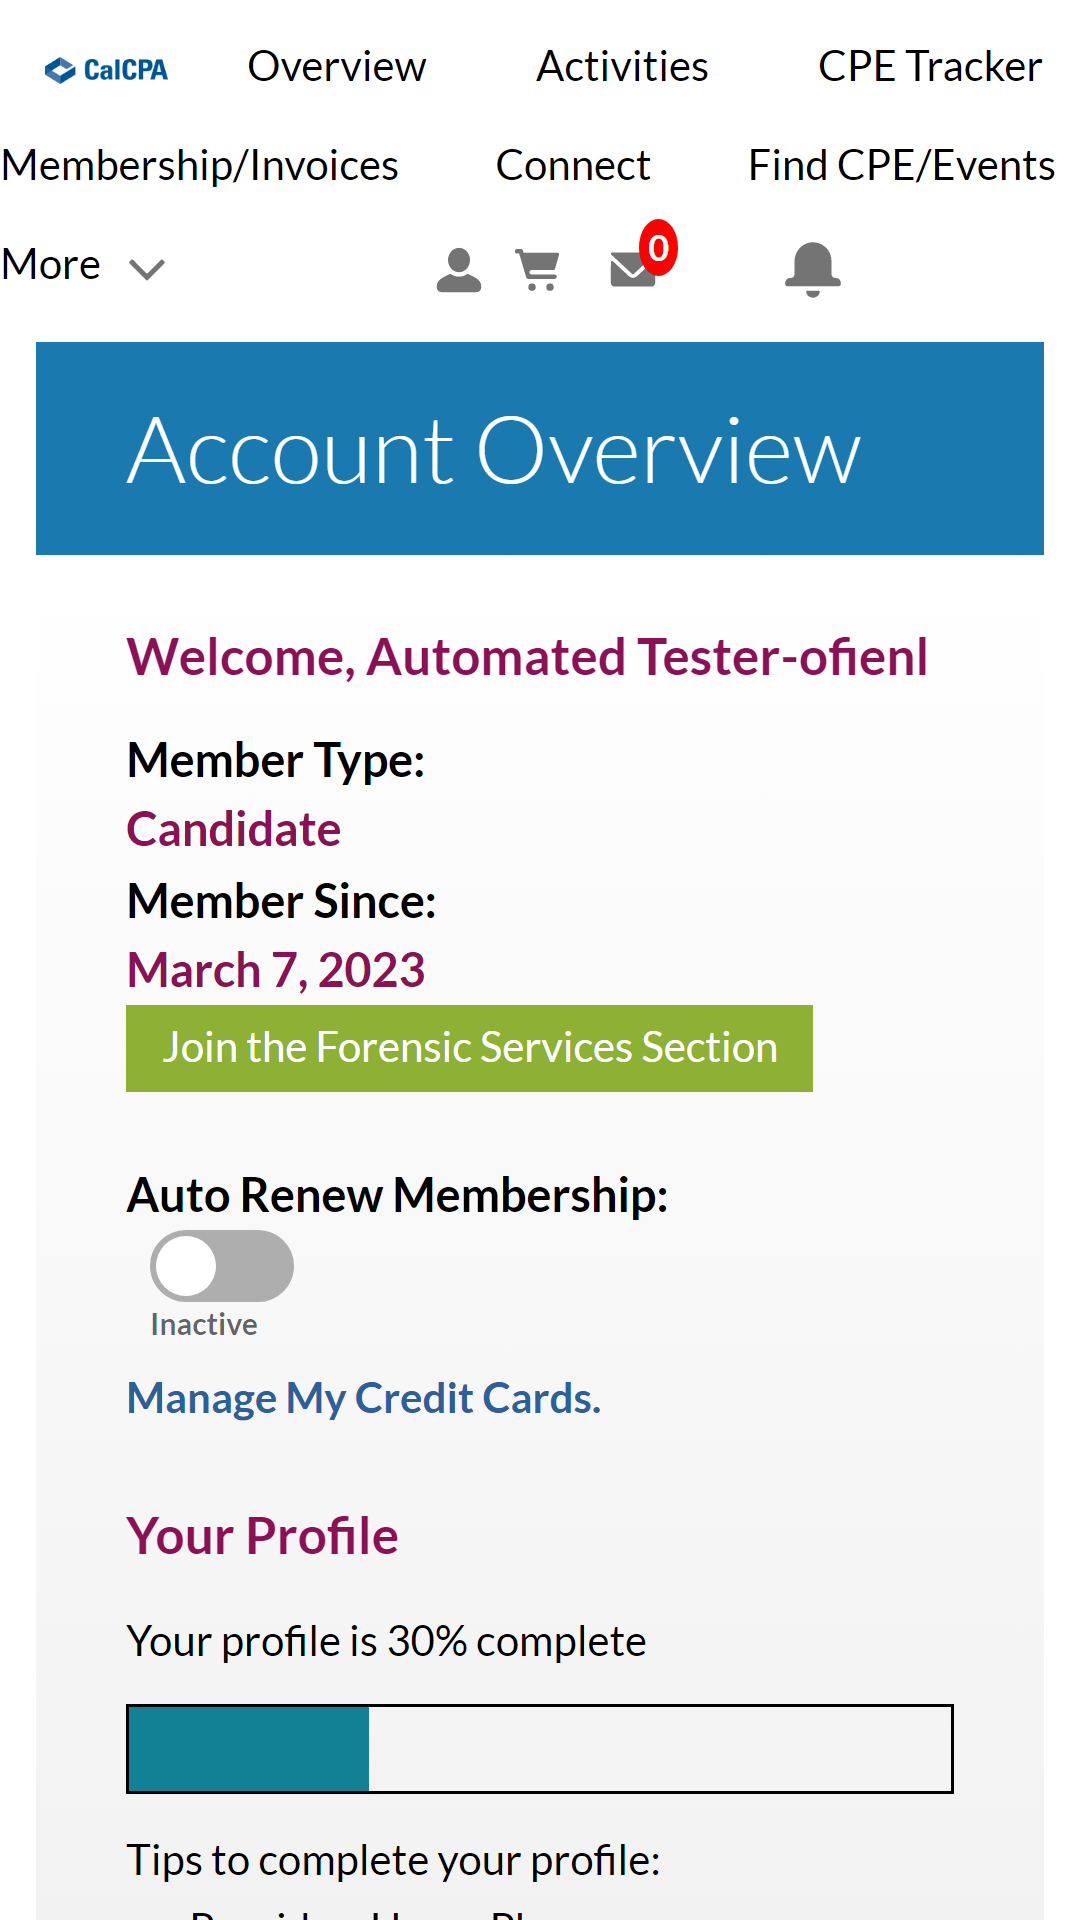 CalCPA Overview Activities CPE Tracker
Membership/Invoices Connect Find CPE/Events
More 0
Account Overview
Welcome, Automated Tester-ofienl
Member Type:
Candidate
Member Since:
March 7, 2023
Join the Forensic Services Section
Auto Renew Membership:
Inactive
Manage My Credit Cards.
Your Profile
Your profile is 30% complete
Tips to complete your profile: